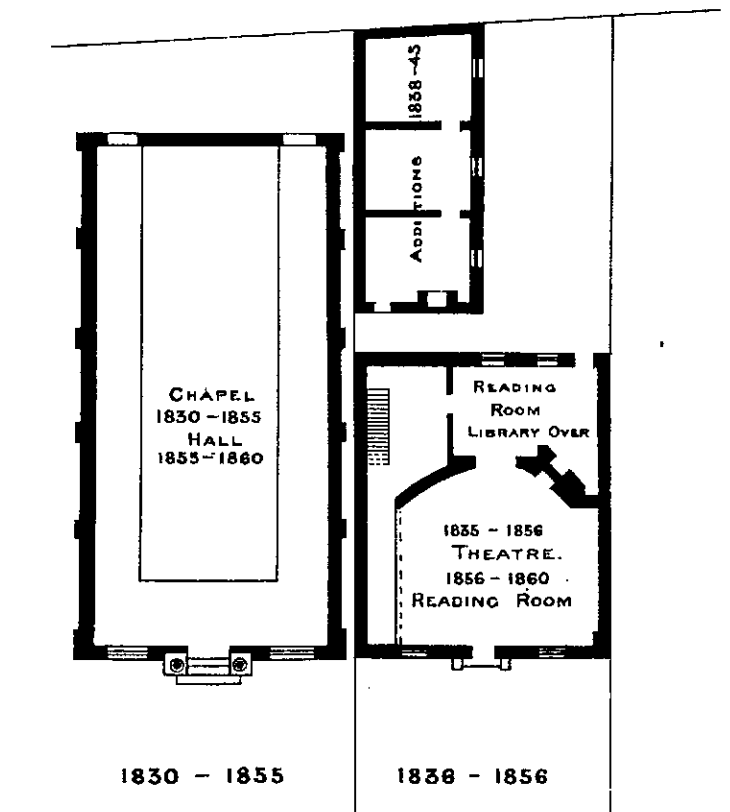 1838-43
ADDITIONS
CHAPEL
1830-1855
HALL
1855-1860
READING
ROOM
LIBRARY OVER
1835 - 1856
THEATRE.
1856 - 1860
READING ROOM
1830 - 1855
1838 - 1856